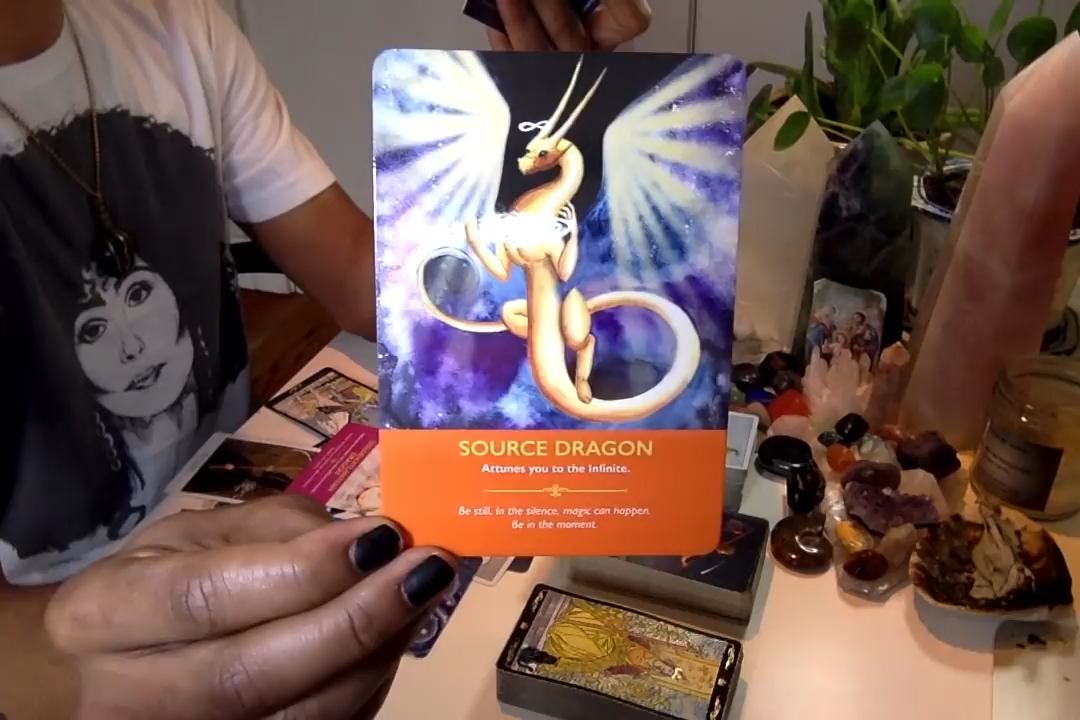 SOURCE DRAGON
Attunes you to the Infinite.
Be still. In the silence, magic can happen.
Be in the moment.